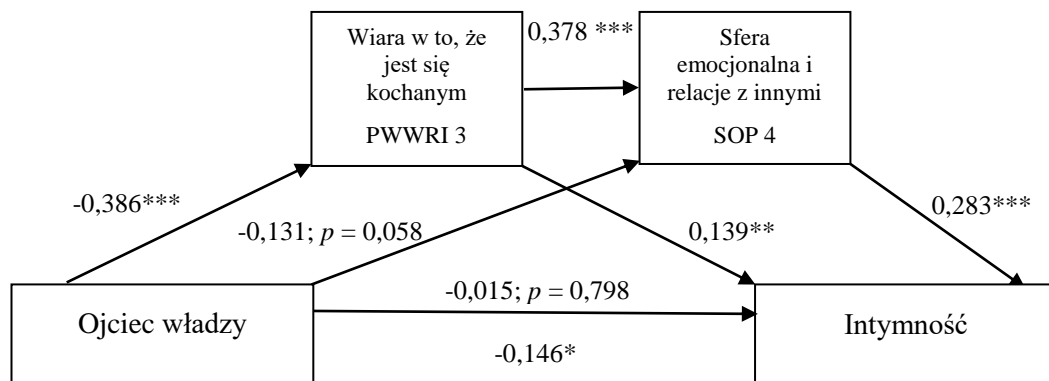 Wiara w to, że
jest się
kochanym
PWWRI 3
0,378 ***
Sfera
emocjonalna i
relacje z innymi
SOP 4
-0,386***
-0,131; p = 0,058
0,139**
0,283***
Ojciec władzy
-0,015; p = 0,798
-0,146*
Intymność